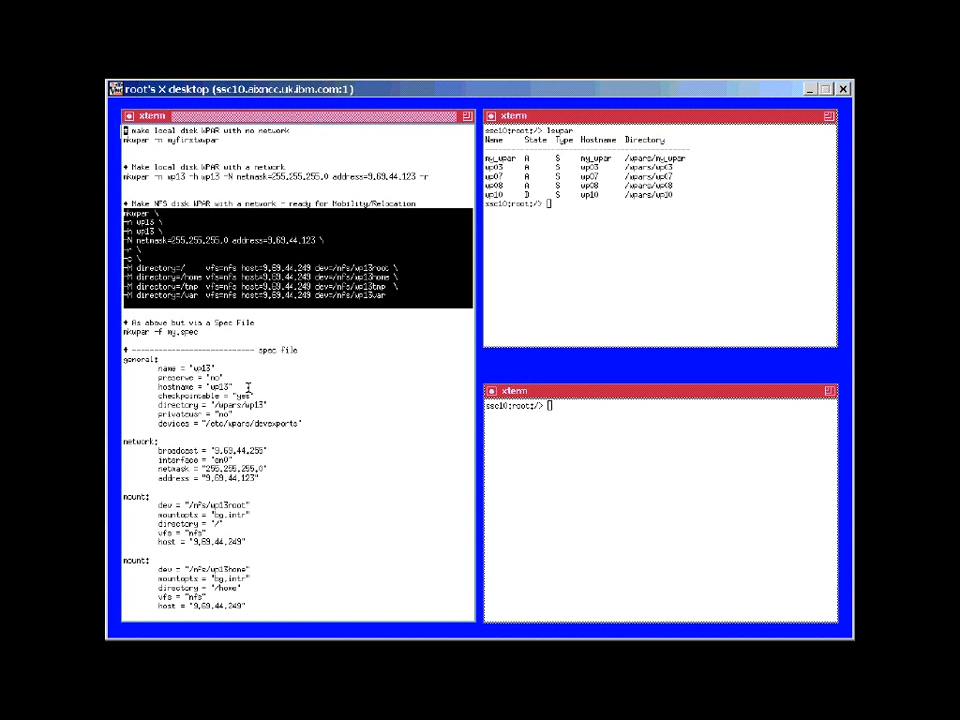 root's X desktop (ssc10.aixncc.uk.ibm.com:1)
xterm
# make local disk WPAR with no network
mkwpar -n myfirstwpar
# Make local disk WPAR with a network
mkwpar -n wp13 -h wp13 -N netmask=255.255.255.0 address=9.69.44.123 -r
# Make NFS disk WPAR with a network - ready for Mobility/Relocation
mkwpar \
-n wp13 \
-h wp13 \
-N netmask=255.255.255.0 address=9.69.44.123 \
-r \
-c \
-M directory=/ vfs=nfs host=9.69.44.249 dev=/nfs/wp13root \
-M directory=/home vfs=nfs host=9.69.44.249 dev=/nfs/wp13home \
-M directory=/tmp vfs=nfs host=9.69.44.249 dev=/nfs/wp13tmp \
-M directory=/var vfs=nfs host=9.69.44.249 dev=/nfs/wp13var
# As above but via a Spec File
mkwpar -f my.spec
# --------------------------- spec file
general:
name = "wp13"
preserve = "no"
hostname = "wp13"
checkpointable = "yes"
directory = "/wpars/wp13"
privateusr = "no"
devices = "/etc/wpars/devexports"
network:
broadcast = "9.69.44.255"
interface = "en0"
netmask = "255.255.255.0"
address = "9.69.44.123"
mount:
dev = "/nfs/wp13root"
mountopts = "bg,intr"
directory = "/"
vfs = "nfs"
host = "9.69.44.249"
mount:
dev = "/nfs/wp13home"
mountopts = "bg,intr"
directory = "/home"
vfs = "nfs"
host = "9.69.44.249"
xterm
ssc10:root:/> lswpar
Name State Type Hostname Directory
--------------------------------------------------
my_wpar A S my_wpar /wpars/my_wpar
wp03 A S wp03 /wpars/wp03
wp07 A S wp07 /wpars/wp07
wp08 A S wp08 /wpars/wp08
wp10 D S wp10 /wpars/wp10
ssc10:root:/>
xterm
ssc10:root:/>